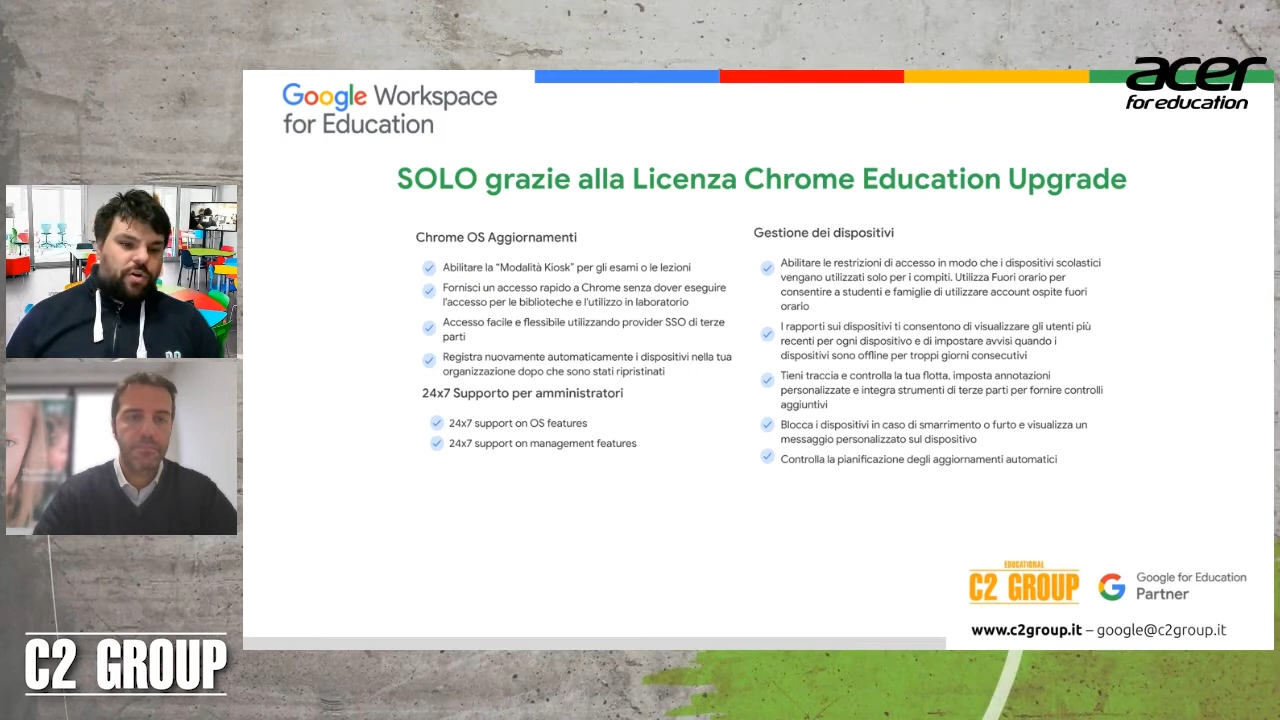 Google Workspace
for Education
acer
for education
SOLO grazie alla Licenza Chrome Education Upgrade
Chrome OS Aggiornamenti
Abilitare la “Modalità Kiosk” per gli esami o le lezioni
Fornisci un accesso rapido a Chrome senza dover eseguire
l'accesso per le biblioteche e l'utilizzo in laboratorio
Accesso facile e flessibile utilizzando provider SSO di terze
parti
Registra nuovamente automaticamente i dispositivi nella tua
organizzazione dopo che sono stati ripristinati
24x7 Supporto per amministratori
24x7 support on OS features
24x7 support on management features
Gestione dei dispositivi
Abilitare le restrizioni di accesso in modo che i dispositivi scolastici
vengano utilizzati solo per i compiti. Utilizza Fuori orario per
consentire a studenti e famiglie di utilizzare account ospite fuori
orario
I rapporti sui dispositivi ti consentono di visualizzare gli utenti più
recenti per ogni dispositivo e di impostare avvisi quando i
dispositivi sono offline per troppi giorni consecutivi
Tieni traccia e controlla la tua flotta, imposta annotazioni
personalizzate e integra strumenti di terze parti per fornire controlli
aggiuntivi
Blocca i dispositivi in caso di smarrimento o furto e visualizza un
messaggio personalizzato sul dispositivo
Controlla la pianificazione degli aggiornamenti automatici
EDUCATIONAL
C2 GROUP
Google for Education
Partner
www.c2group.it – google@c2group.it
C2 GROUP